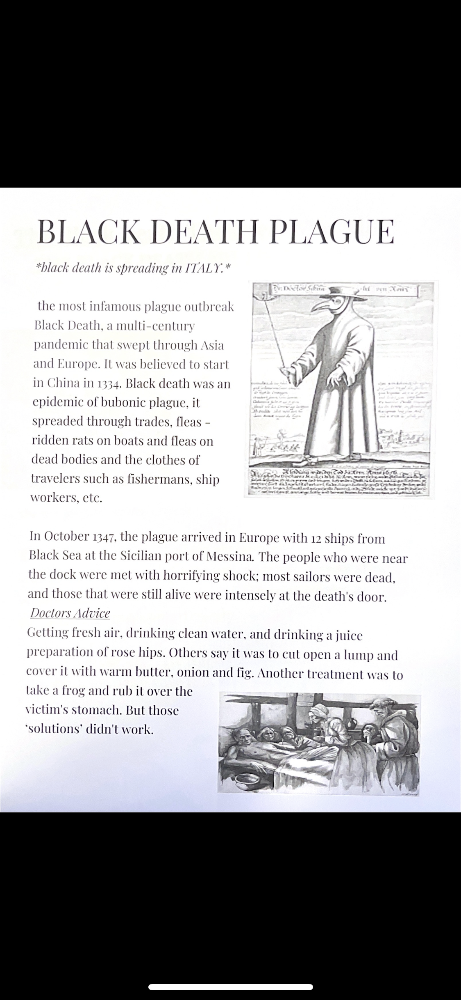 BLACK DEATH PLAGUE
*black death is spreading in ITALY.*
the most infamous plague outbreak
Black Death, a multi-century
pandemic that swept through Asia
and Europe. It was believed to start
in China in 1334. Black death was an
epidemic of bubonic plague, it
spreaded through trades, fleas -
ridden rats on boats and fleas on
dead bodies and the clothes of
travelers such as fishermans, ship
workers, etc.
In October 1347, the plague arrived in Europe with 12 ships from
Black Sea at the Sicilian port of Messina. The people who were near
the dock were met with horrifying shock; most sailors were dead,
and those that were still alive were intensely at the death's door.
Doctors Advice
Getting fresh air, drinking clean water, and drinking a juice
preparation of rose hips. Others say it was to cut open a lump and
cover it with warm butter, onion and fig. Another treatment was to
take a frog and rub it over the
victim's stomach. But those
‘solutions’ didn't work.